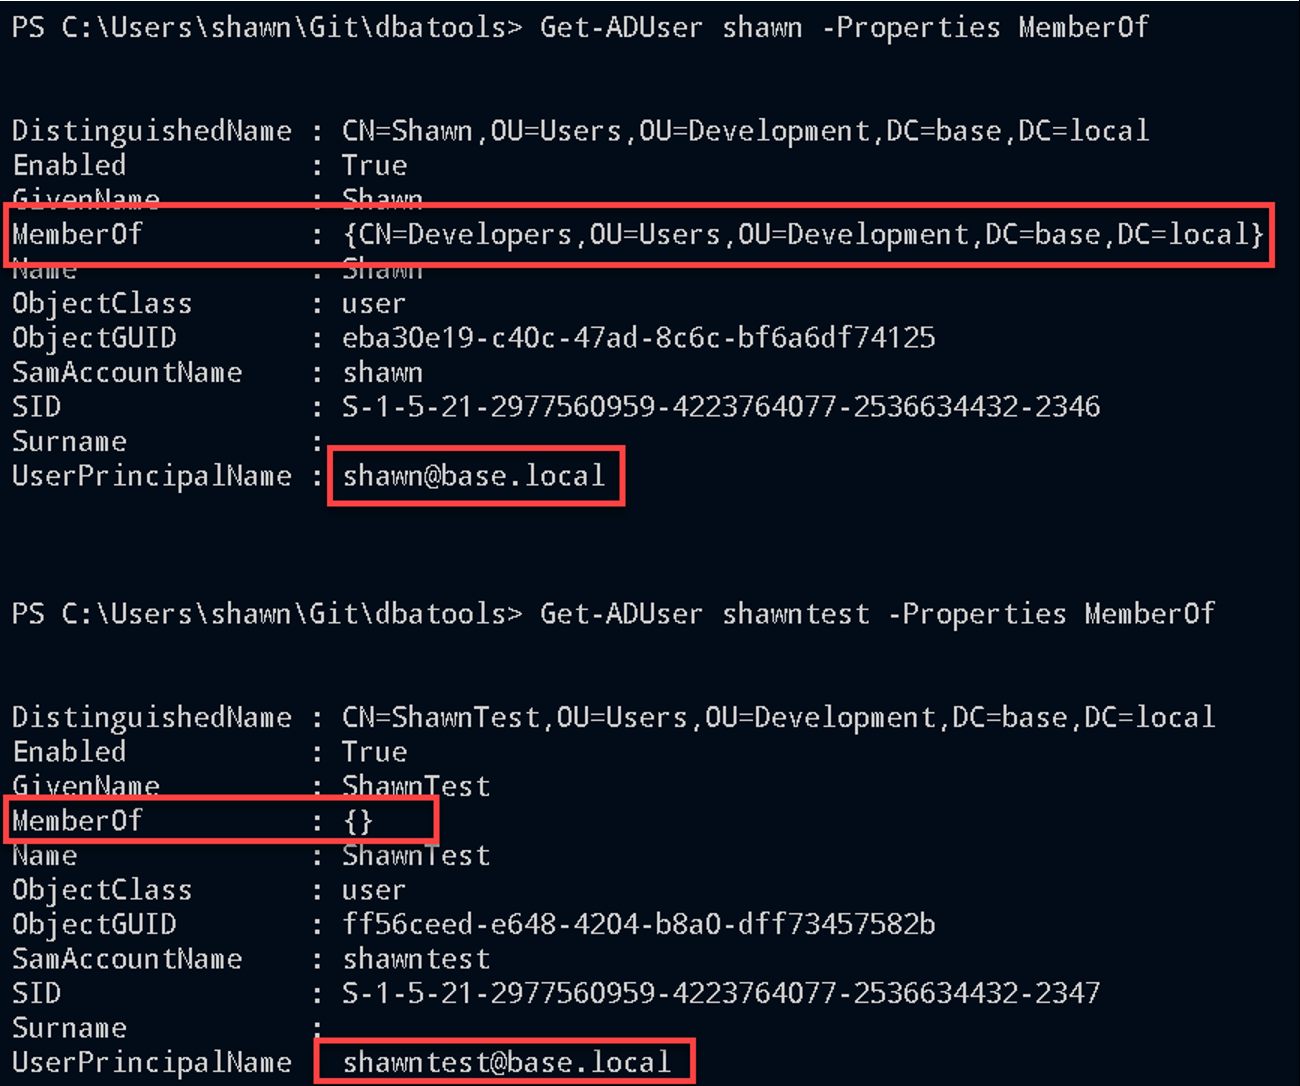 PS C:\Users\shawn\Git\dbatools> Get-ADUser shawn -Properties MemberOf
DistinguishedName : CN=Shawn,OU=Users,OU=Development,DC=base,DC=local
Enabled           : True
GivenName         : Shawn
MemberOf          : {CN=Developers,OU=Users,OU=Development,DC=base,DC=local}
Name              : Shawn
ObjectClass       : user
ObjectGUID        : eba30e19-c40c-47ad-8c6c-bf6a6df74125
SamAccountName    : shawn
SID               : S-1-5-21-2977560959-4223764077-2536634432-2346
Surname           :
UserPrincipalName : shawn@base.local
PS C:\Users\shawn\Git\dbatools> Get-ADUser shawntest -Properties MemberOf
DistinguishedName : CN=ShawnTest,OU=Users,OU=Development,DC=base,DC=local
Enabled           : True
GivenName         : ShawnTest
MemberOf          : {}
Name              : ShawnTest
ObjectClass       : user
ObjectGUID        : ff56ceed-e648-4204-b8a0-dff73457582b
SamAccountName    : shawntest
SID               : S-1-5-21-2977560959-4223764077-2536634432-2347
Surname           :
UserPrincipalName   shawntest@base.local